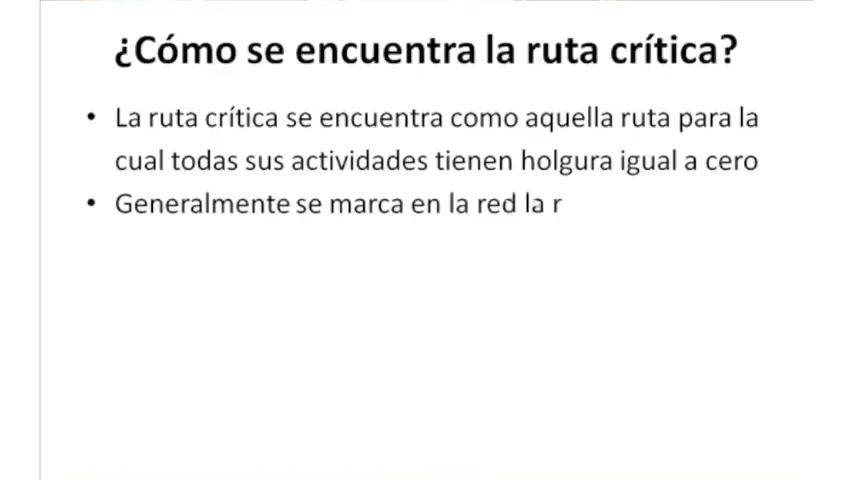 ¿Cómo se encuentra la ruta crítica?
• La ruta crítica se encuentra como aquella ruta para la
cual todas sus actividades tienen holgura igual a cero
• Generalmente se marca en la red la r